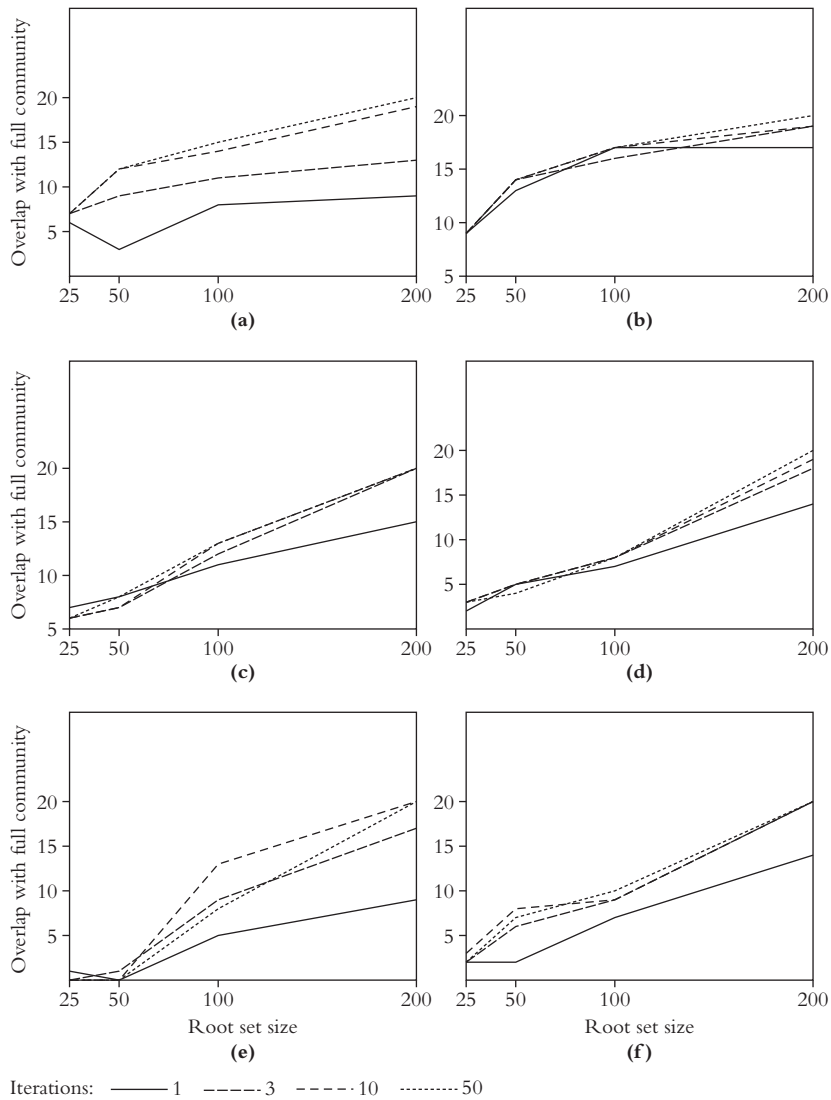 Overlap with full community
20
15
10
5
25 50 100 200
(a)
20
15
10
5
25 50 100 200
(b)
Overlap with full community
20
15
10
5
25 50 100 200
(c)
20
15
10
5
25 50 100 200
(d)
Overlap with full community
20
15
10
5
25 50 100 200
Root set size
(e)
20
15
10
5
25 50 100 200
Root set size
(f)
Iterations: 1 3 10 50